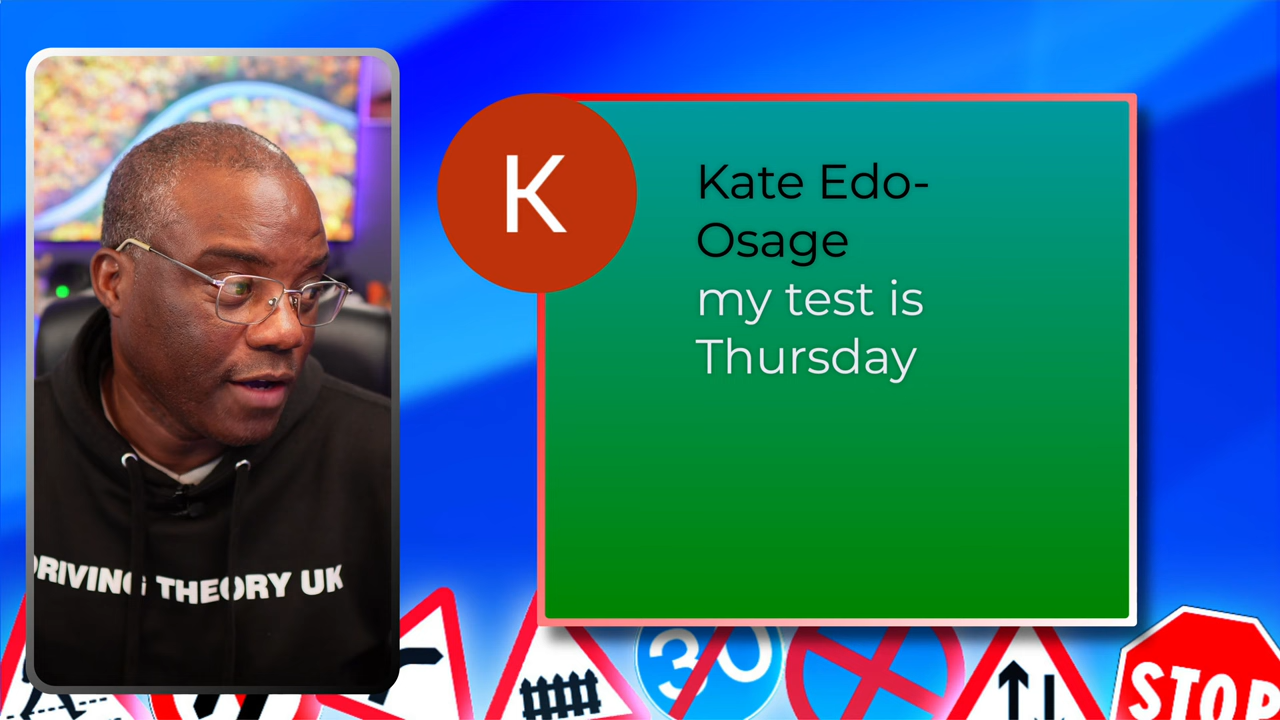 K
Kate Edo-
Osage
my test is
Thursday
DRIVING THEORY UK
30
STOP